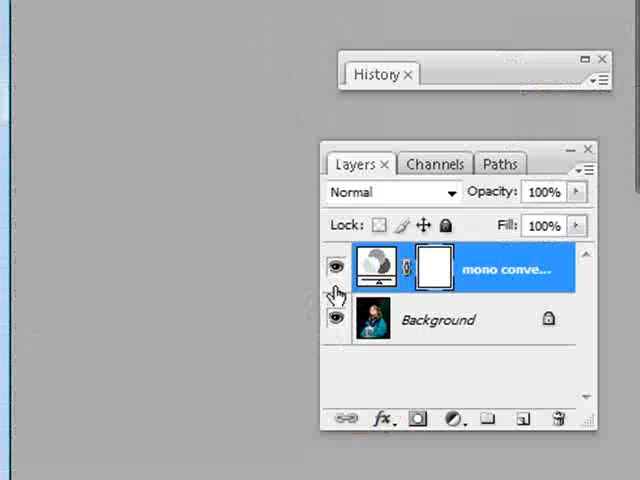 History
Layers Channels Paths
Normal Opacity: 100%
Lock: Fill: 100%
mono conve...
Background